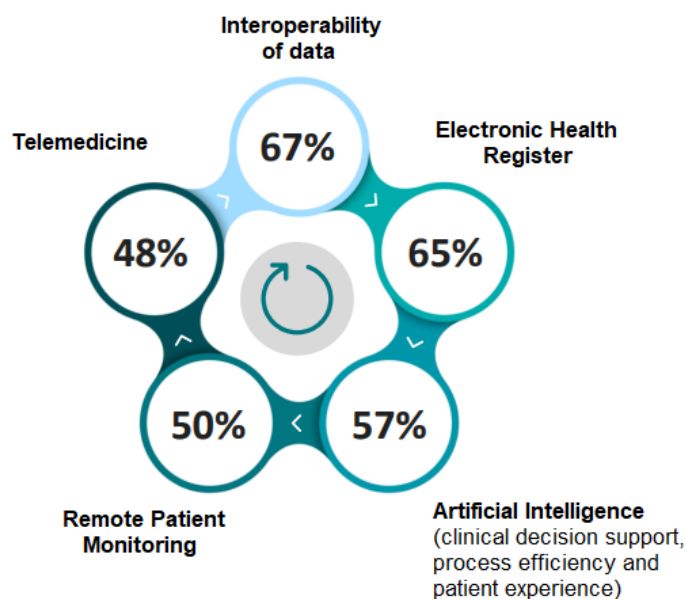 Interoperability
of data
67%
Electronic Health
Register
65%
Artificial Intelligence
(clinical decision support,
process efficiency and
patient experience)
57%
Remote Patient
Monitoring
50%
Telemedicine
48%